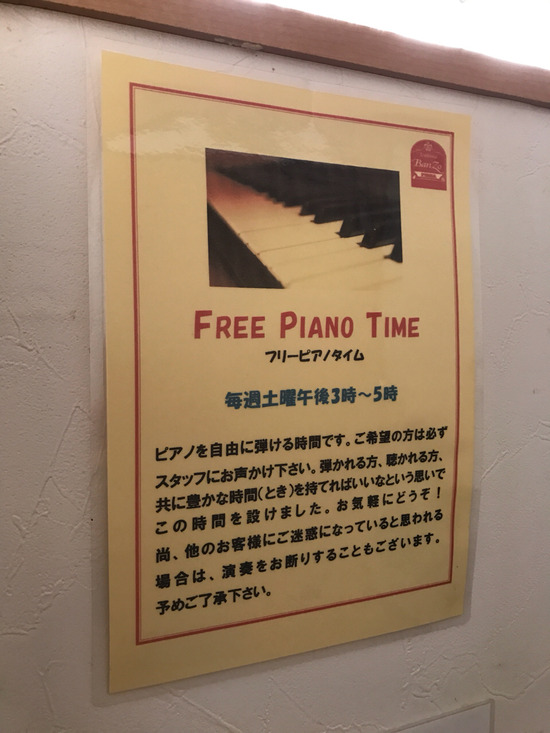 BanZo
FREE PIANO TIME
フリーピアノタイム
毎週土曜午後3時～5時
ピアノを自由に弾ける時間です。ご希望の方は必ず
スタッフにお声かけ下さい。弾かれる方、聴かれる方、
共に豊かな時間(とき)を持てればいいなという思いで
この時間を設けました。お気軽にどうぞ!
尚、他のお客様にご迷惑になっていると思われる
場合は、演奏をお断りすることもございます。
予めご了承下さい。